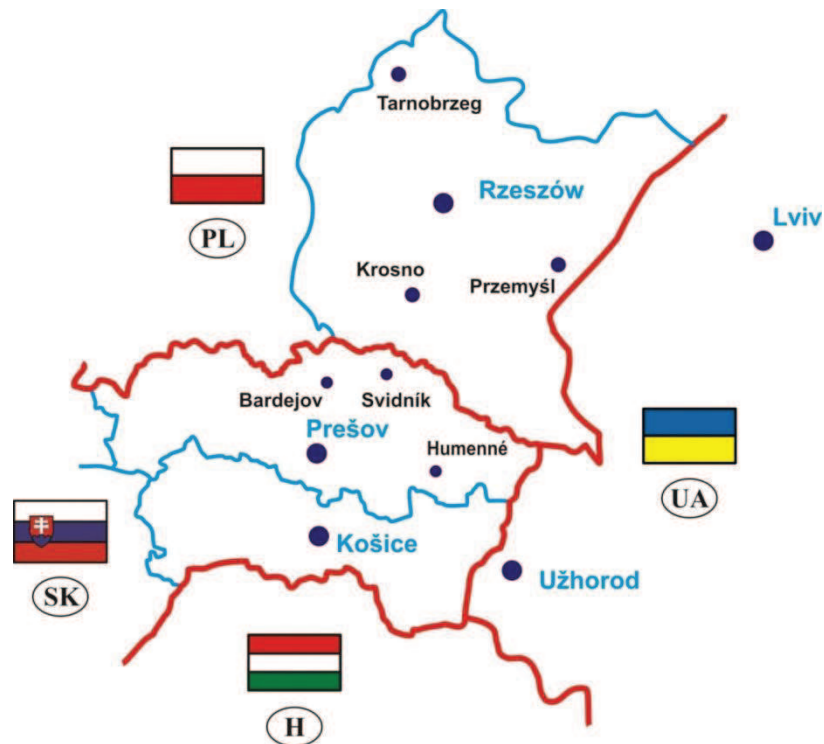 Tarnobrzeg
Rzeszów
PL
Lviv
Krosno
Przemyśl
Bardejov
Svidník
Prešov
Humenné
UA
Košice
SK
Užhorod
H